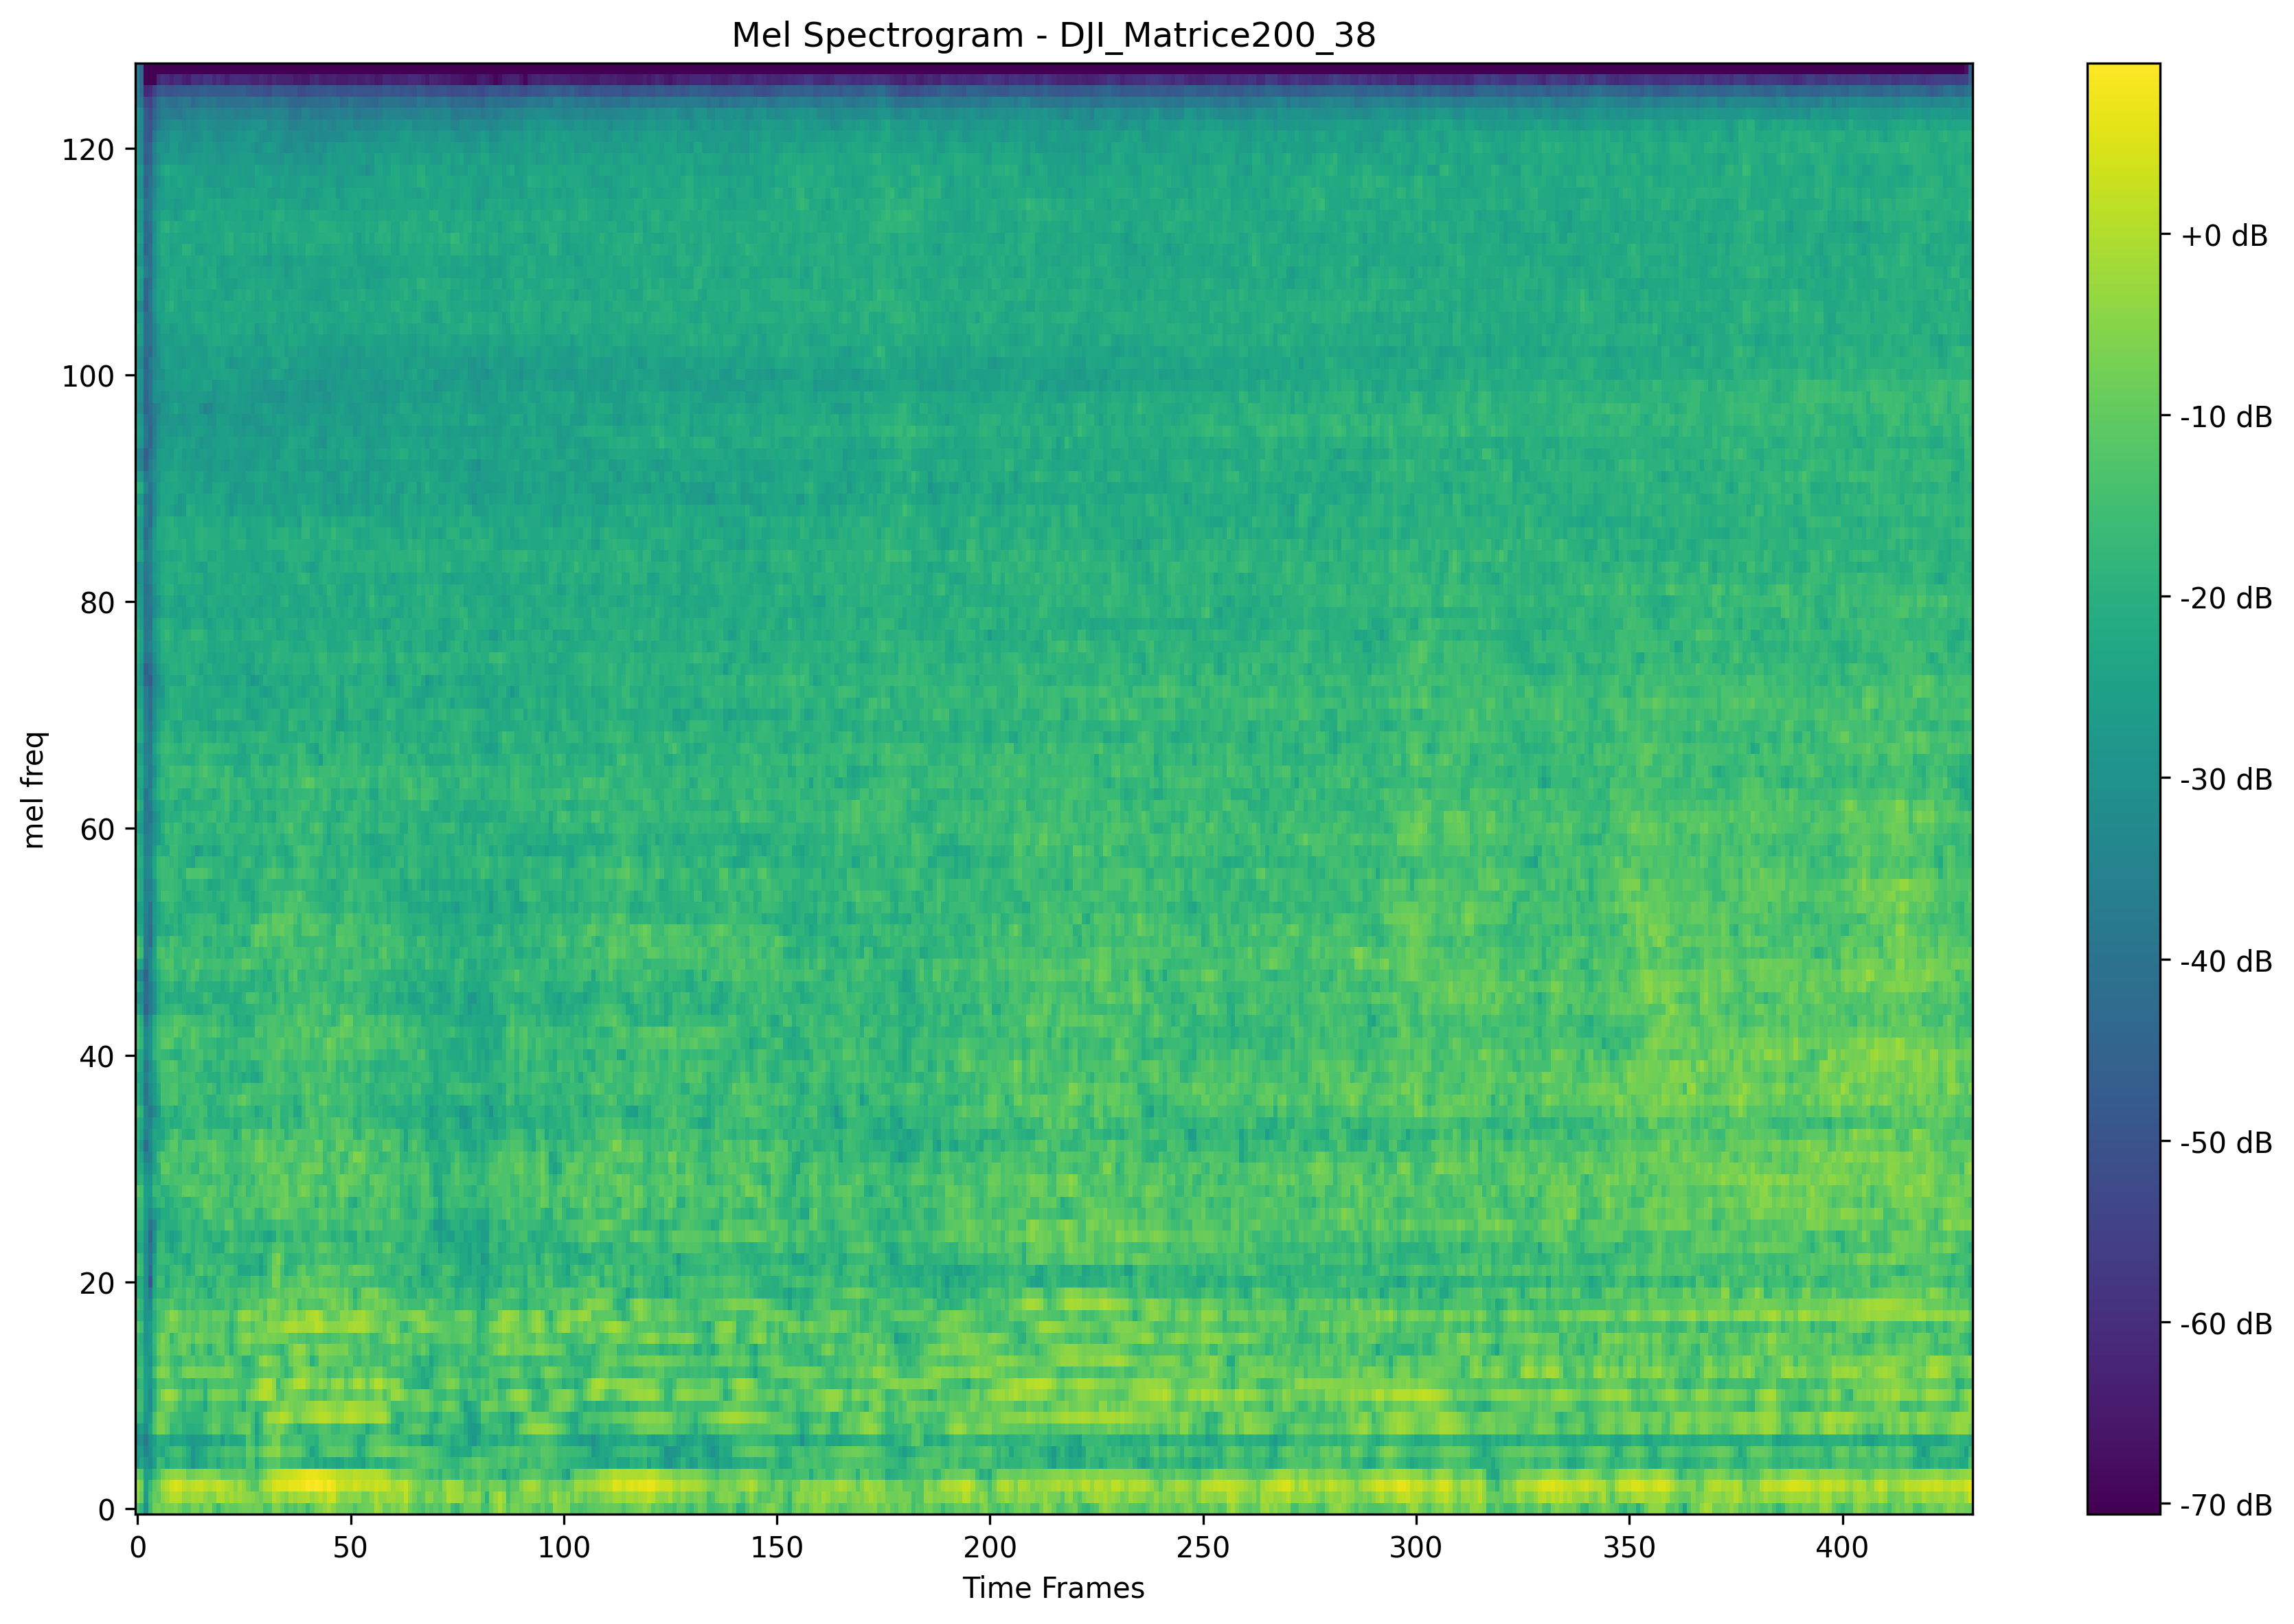 Mel Spectrogram - DJI_Matrice200_38
mel freq
120
100
80
60
40
20
0
0 50 100 150 200 250 300 350 400
Time Frames
+0 dB
-10 dB
-20 dB
-30 dB
-40 dB
-50 dB
-60 dB
-70 dB